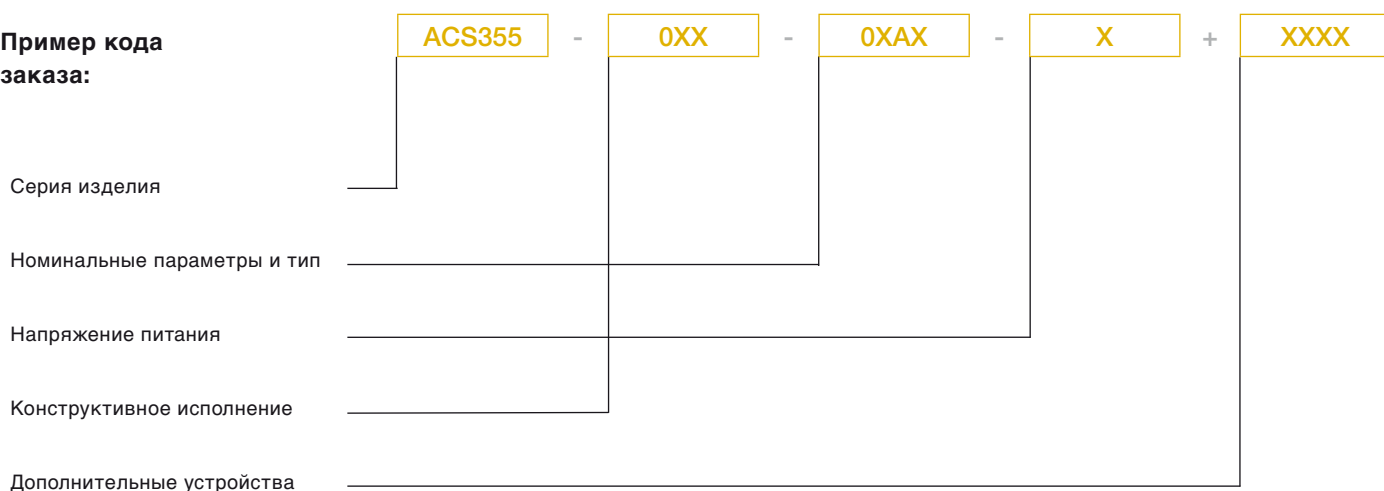 Пример кода
заказа:
ACS355 - 0XX - 0XAX - X + XXXX
Серия изделия
Номинальные параметры и тип
Напряжение питания
Конструктивное исполнение
Дополнительные устройства